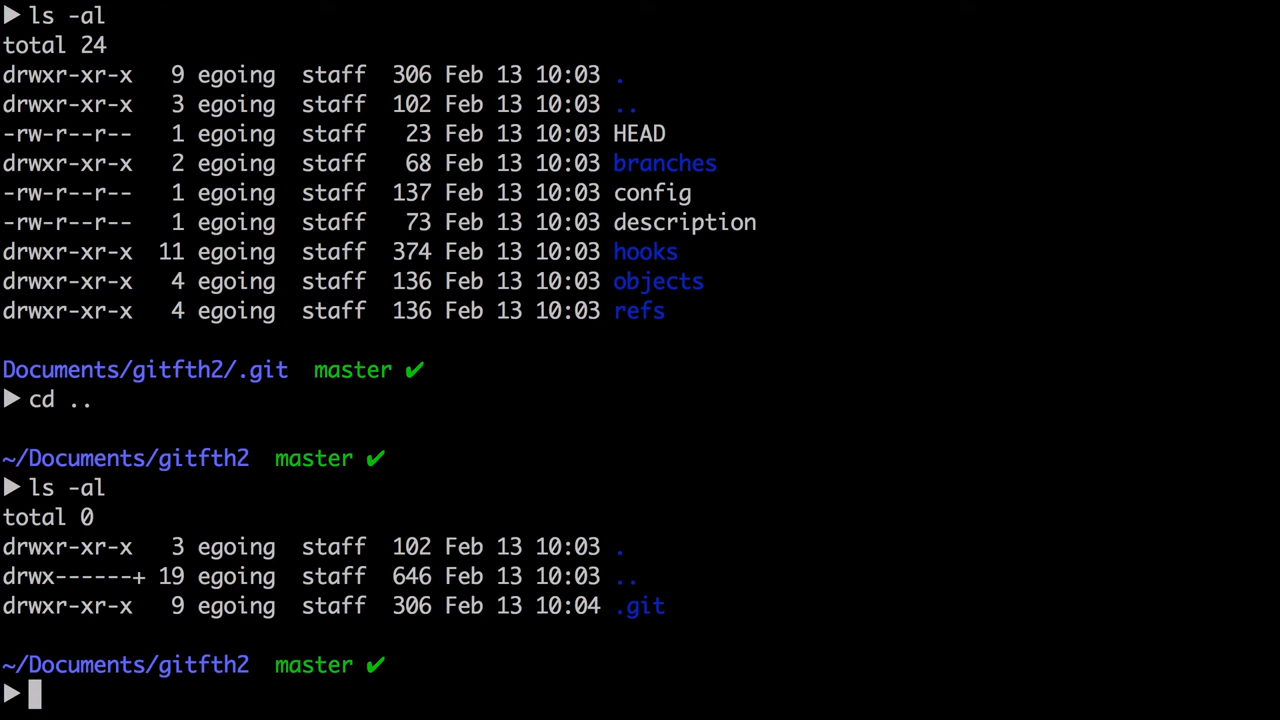 ▶ ls -al
total 24
drwxr-xr-x   9 egoing  staff  306 Feb 13 10:03 .
drwxr-xr-x   3 egoing  staff  102 Feb 13 10:03 ..
-rw-r--r--   1 egoing  staff   23 Feb 13 10:03 HEAD
drwxr-xr-x   2 egoing  staff   68 Feb 13 10:03 branches
-rw-r--r--   1 egoing  staff  137 Feb 13 10:03 config
-rw-r--r--   1 egoing  staff   73 Feb 13 10:03 description
drwxr-xr-x  11 egoing  staff  374 Feb 13 10:03 hooks
drwxr-xr-x   4 egoing  staff  136 Feb 13 10:03 objects
drwxr-xr-x   4 egoing  staff  136 Feb 13 10:03 refs
Documents/gitfth2/.git  master ✔
▶ cd ..
~/Documents/gitfth2  master ✔
▶ ls -al
total 0
drwxr-xr-x   3 egoing  staff  102 Feb 13 10:03 .
drwx------+ 19 egoing  staff  646 Feb 13 10:03 ..
drwxr-xr-x   9 egoing  staff  306 Feb 13 10:04 .git
~/Documents/gitfth2  master ✔
▶